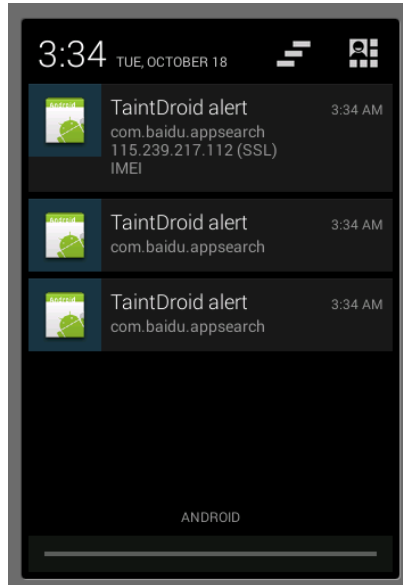 3:34 TUE, OCTOBER 18
TaintDroid alert 3:34 AM
com.baidu.appsearch
115.239.217.112 (SSL)
IMEI
TaintDroid alert 3:34 AM
com.baidu.appsearch
TaintDroid alert 3:34 AM
com.baidu.appsearch
ANDROID